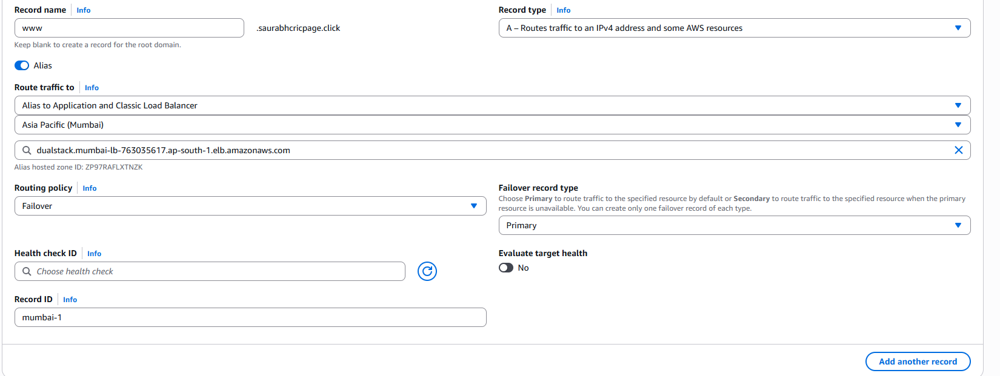 Record name Info
www .saurabhcricpage.click
Keep blank to create a record for the root domain.
Record type Info
A – Routes traffic to an IPv4 address and some AWS resources
Alias
Route traffic to Info
Alias to Application and Classic Load Balancer
Asia Pacific (Mumbai)
dualstack.mumbai-lb-763035617.ap-south-1.elb.amazonaws.com
Alias hosted zone ID: ZP97RAFLXTNZK
Routing policy Info
Failover
Failover record type
Choose Primary to route traffic to the specified resource by default or Secondary to route traffic to the specified resource when the primary
resource is unavailable. You can create only one failover record of each type.
Primary
Health check ID Info
Choose health check
Evaluate target health
No
Record ID Info
mumbai-1
Add another record